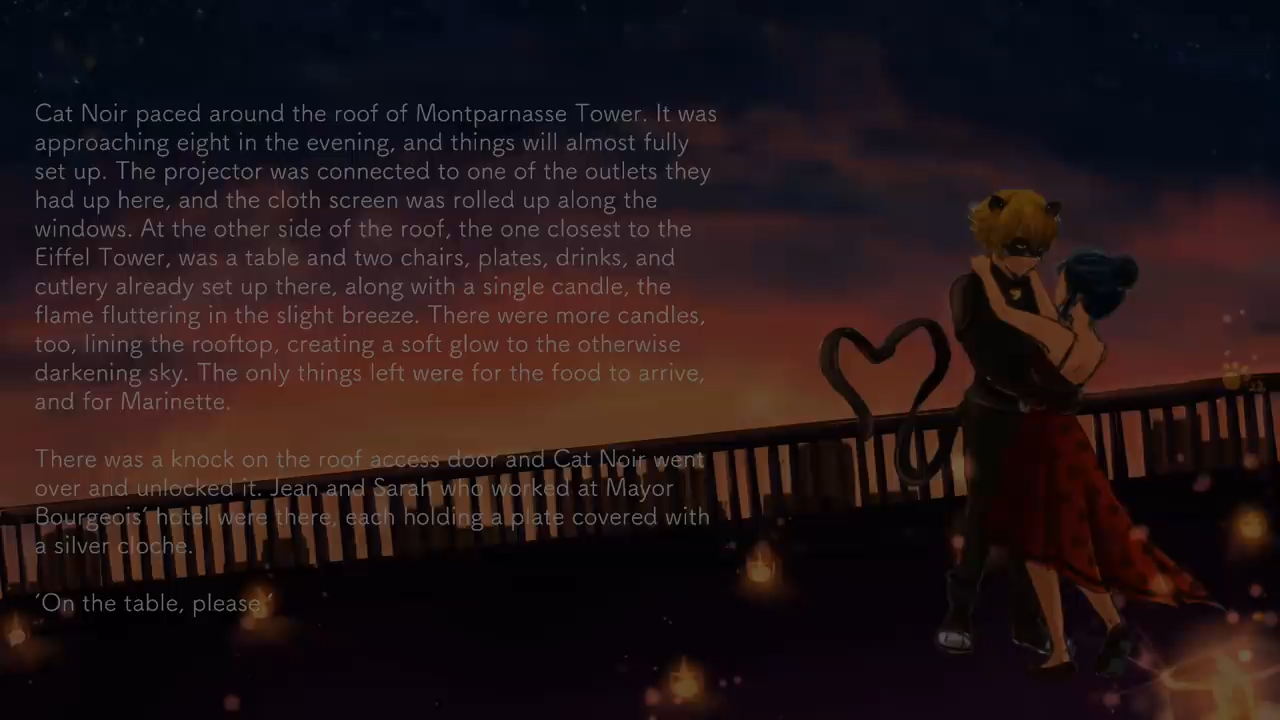 Cat Noir paced around the roof of Montparnasse Tower. It was
approaching eight in the evening, and things will almost fully
set up. The projector was connected to one of the outlets they
had up here, and the cloth screen was rolled up along the
windows. At the other side of the roof, the one closest to the
Eiffel Tower, was a table and two chairs, plates, drinks, and
cutlery already set up there, along with a single candle, the
flame fluttering in the slight breeze. There were more candles,
too, lining the rooftop, creating a soft glow to the otherwise
darkening sky. The only things left were for the food to arrive,
and for Marinette.
There was a knock on the roof access door and Cat Noir went
over and unlocked it. Jean and Sarah who worked at Mayor
Bourgeois' hotel were there, each holding a plate covered with
a silver cloche.
'On the table, please.'